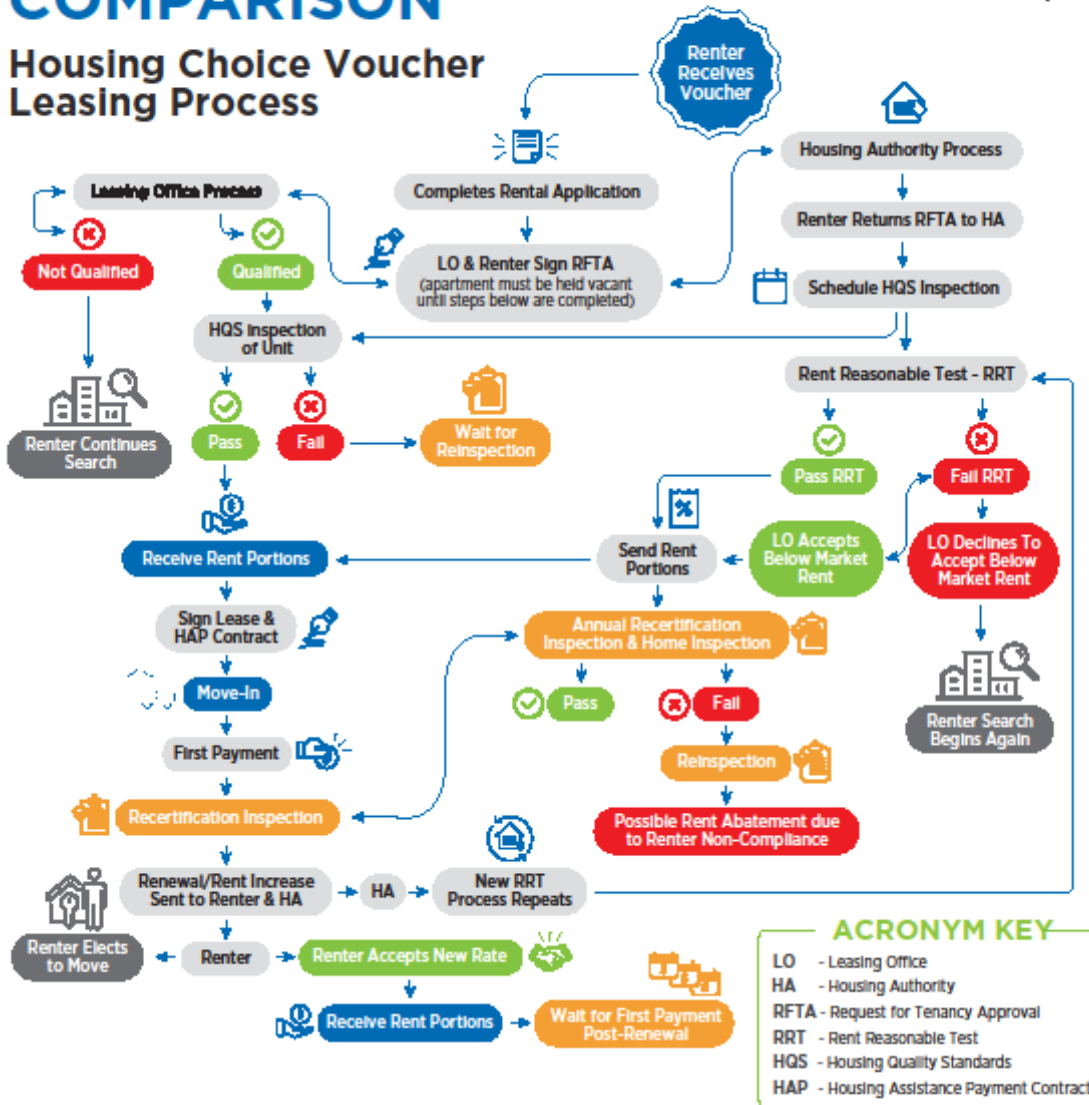 COMPARISON
Housing Choice Voucher
Leasing Process
Renter
Receives
Voucher
Housing Authority Process
Leasing Office Process
Completes Rental Application
Renter Returns RFTA to HA
Not Qualified
Qualified
LO & Renter Sign RFTA
(apartment must be held vacant
until steps below are completed)
Schedule HQS Inspection
HQS Inspection
of Unit
Rent Reasonable Test - RRT
Renter Continues
Search
Pass
Fail
Wait for
Reinspection
Pass RRT
Fail RRT
Receive Rent Portions
Send Rent
Portions
LO Accepts
Below Market
Rent
LO Declines To
Accept Below
Market Rent
Sign Lease &
HAP Contract
Annual Recertification
Inspection & Home Inspection
Move-In
Pass
Fail
Renter Search
Begins Again
First Payment
Reinspection
Recertification Inspection
Possible Rent Abatement due
to Renter Non-Compliance
Renewal/Rent Increase
Sent to Renter & HA
HA
New RRT
Process Repeats
Renter Elects
to Move
Renter
Renter Accepts New Rate
Receive Rent Portions
Wait for First Payment
Post-Renewal
ACRONYM KEY
LO - Leasing Office
HA - Housing Authority
RFTA - Request for Tenancy Approval
RRT - Rent Reasonable Test
HQS - Housing Quality Standards
HAP - Housing Assistance Payment Contract